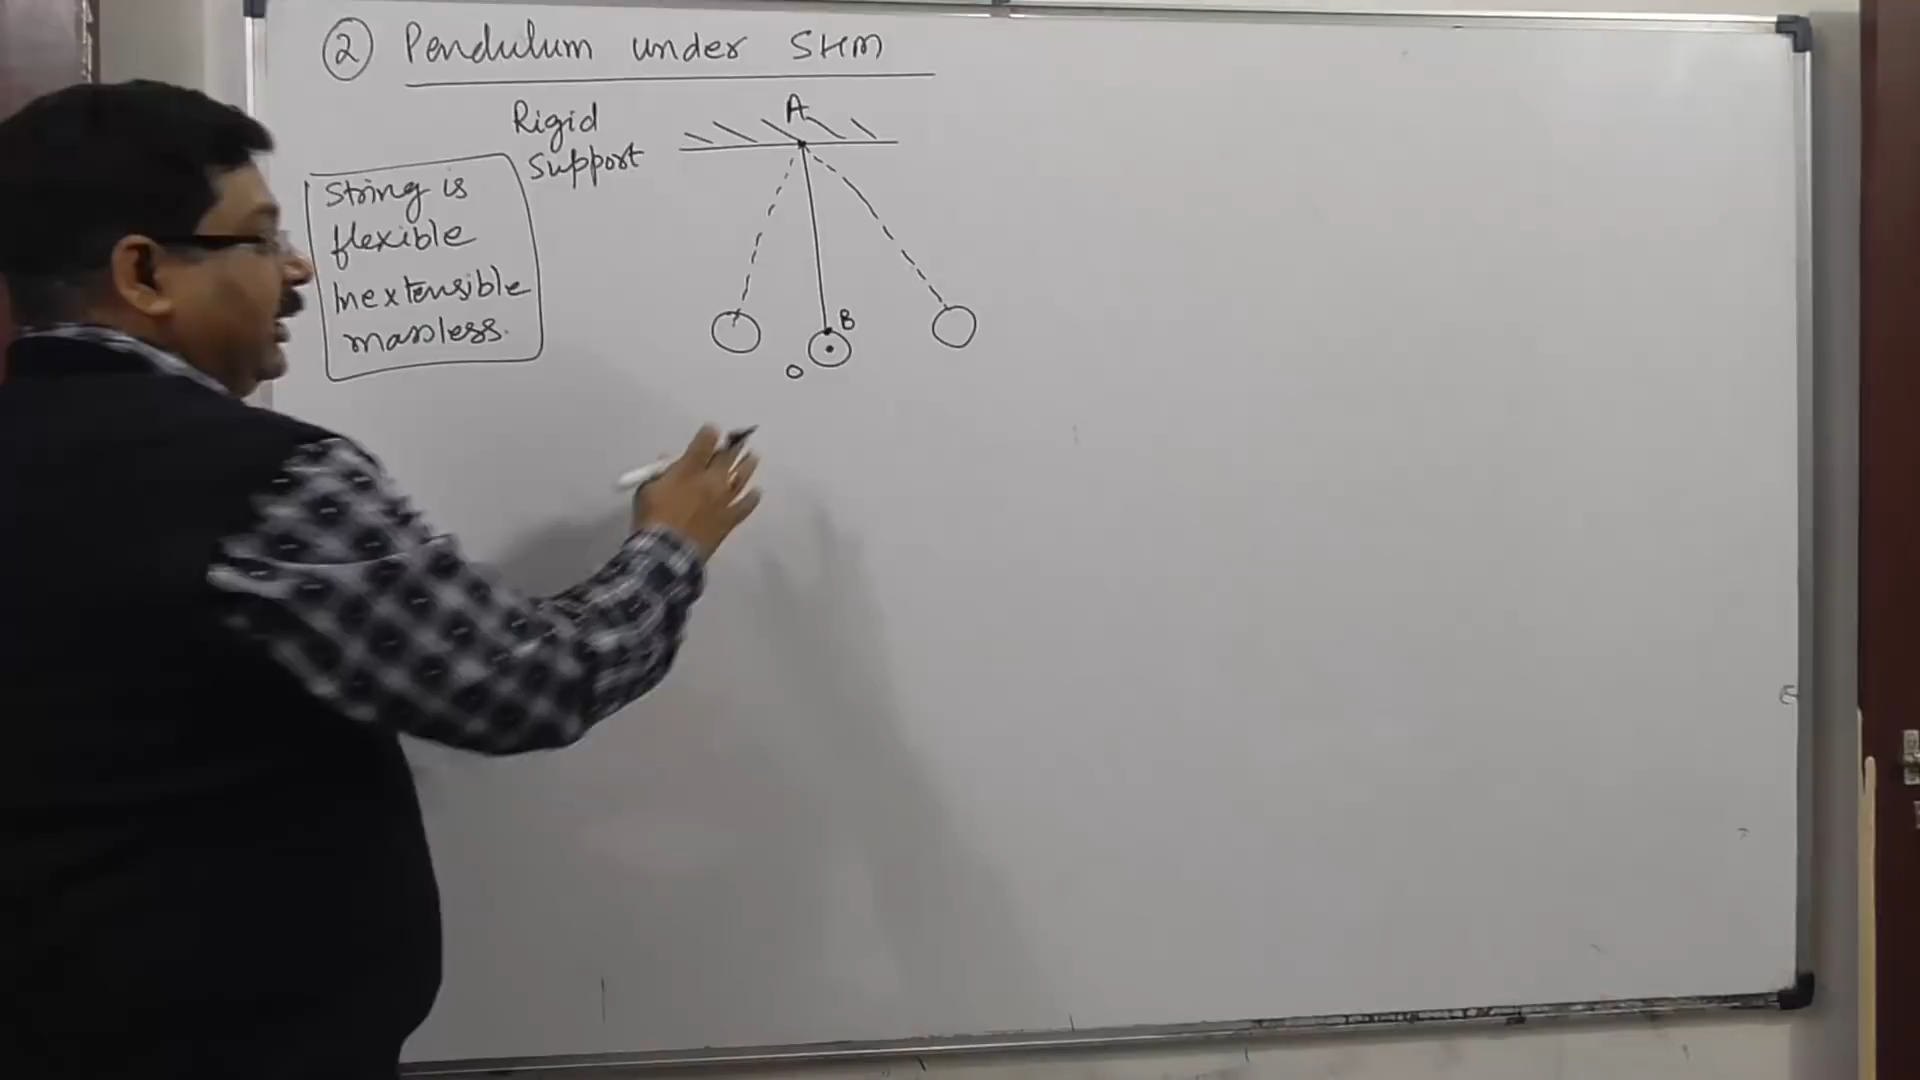 ② Pendulum under SHM
Rigid
Support
A
String is
flexible
Inextensible
massless.
B
O